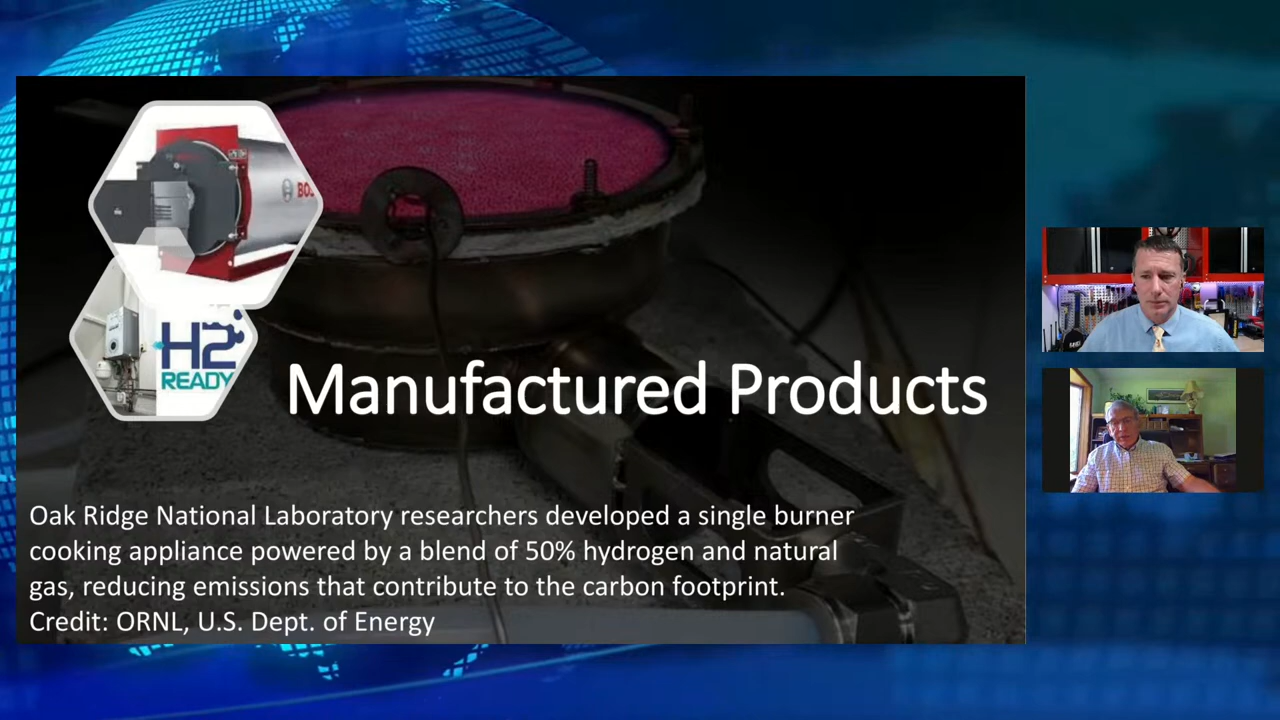 BO
H2
READY
Manufactured Products
Oak Ridge National Laboratory researchers developed a single burner
cooking appliance powered by a blend of 50% hydrogen and natural
gas, reducing emissions that contribute to the carbon footprint.
Credit: ORNL, U.S. Dept. of Energy